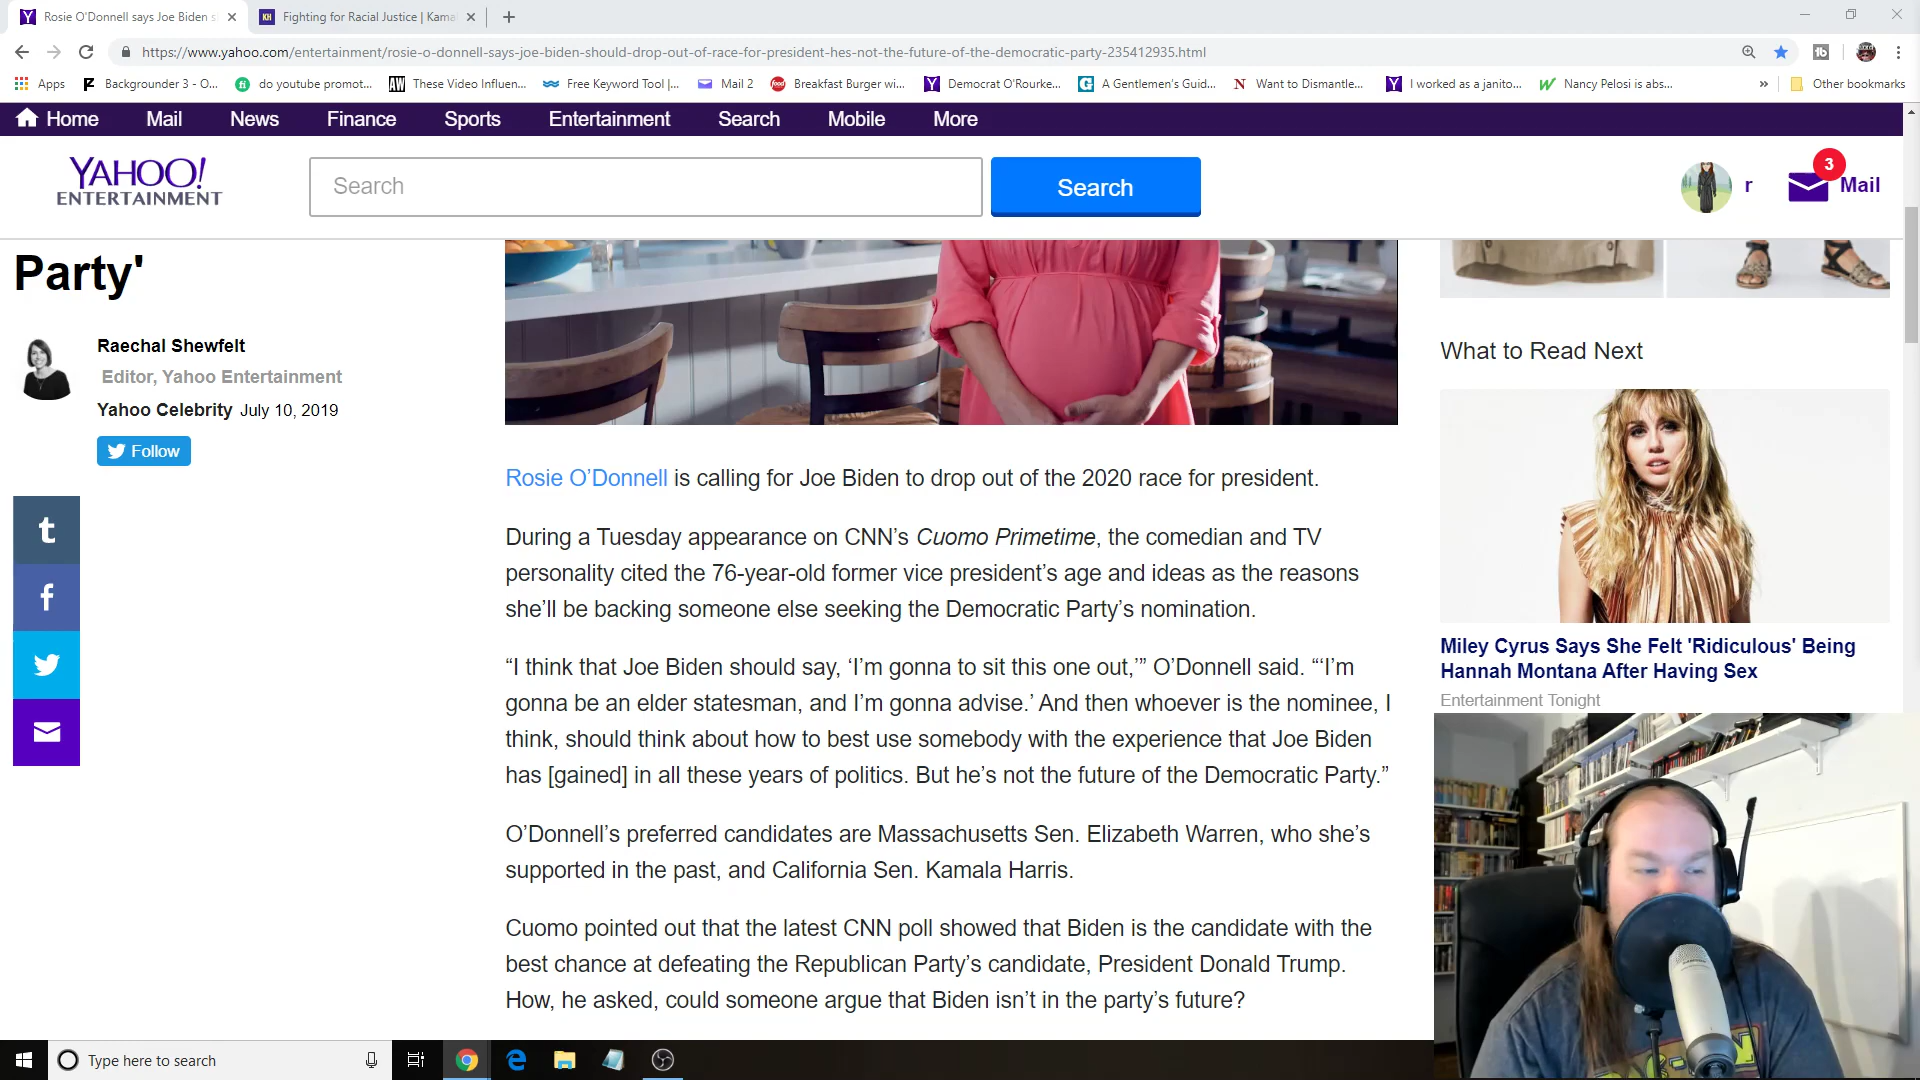 Rosie O'Donnell says Joe Biden s
Fighting for Racial Justice | Kama
https://www.yahoo.com/entertainment/rosie-o-donnell-says-joe-biden-should-drop-out-of-race-for-president-hes-not-the-future-of-the-democratic-party-235412935.html
Apps
Backgrounder 3 - O...
do youtube promot...
These Video Influen...
Free Keyword Tool |...
Mail 2
Breakfast Burger wi...
Democrat O'Rourke...
A Gentlemen's Guid...
Want to Dismantle...
I worked as a janito...
Nancy Pelosi is abs...
Other bookmarks
Home Mail News Finance Sports Entertainment Search Mobile More
YAHOO!
ENTERTAINMENT
Search
Search
r
3
Mail
Party'
Raechal Shewfelt
Editor, Yahoo Entertainment
Yahoo Celebrity July 10, 2019
Follow
Rosie O’Donnell is calling for Joe Biden to drop out of the 2020 race for president.
During a Tuesday appearance on CNN’s Cuomo Primetime, the comedian and TV
personality cited the 76-year-old former vice president’s age and ideas as the reasons
she’ll be backing someone else seeking the Democratic Party’s nomination.
“I think that Joe Biden should say, ‘I’m gonna to sit this one out,’” O’Donnell said. “‘I’m
gonna be an elder statesman, and I’m gonna advise.’ And then whoever is the nominee, I
think, should think about how to best use somebody with the experience that Joe Biden
has [gained] in all these years of politics. But he’s not the future of the Democratic Party.”
O’Donnell’s preferred candidates are Massachusetts Sen. Elizabeth Warren, who she’s
supported in the past, and California Sen. Kamala Harris.
Cuomo pointed out that the latest CNN poll showed that Biden is the candidate with the
best chance at defeating the Republican Party’s candidate, President Donald Trump.
How, he asked, could someone argue that Biden isn’t in the party’s future?
What to Read Next
Miley Cyrus Says She Felt 'Ridiculous' Being
Hannah Montana After Having Sex
Entertainment Tonight
Type here to search